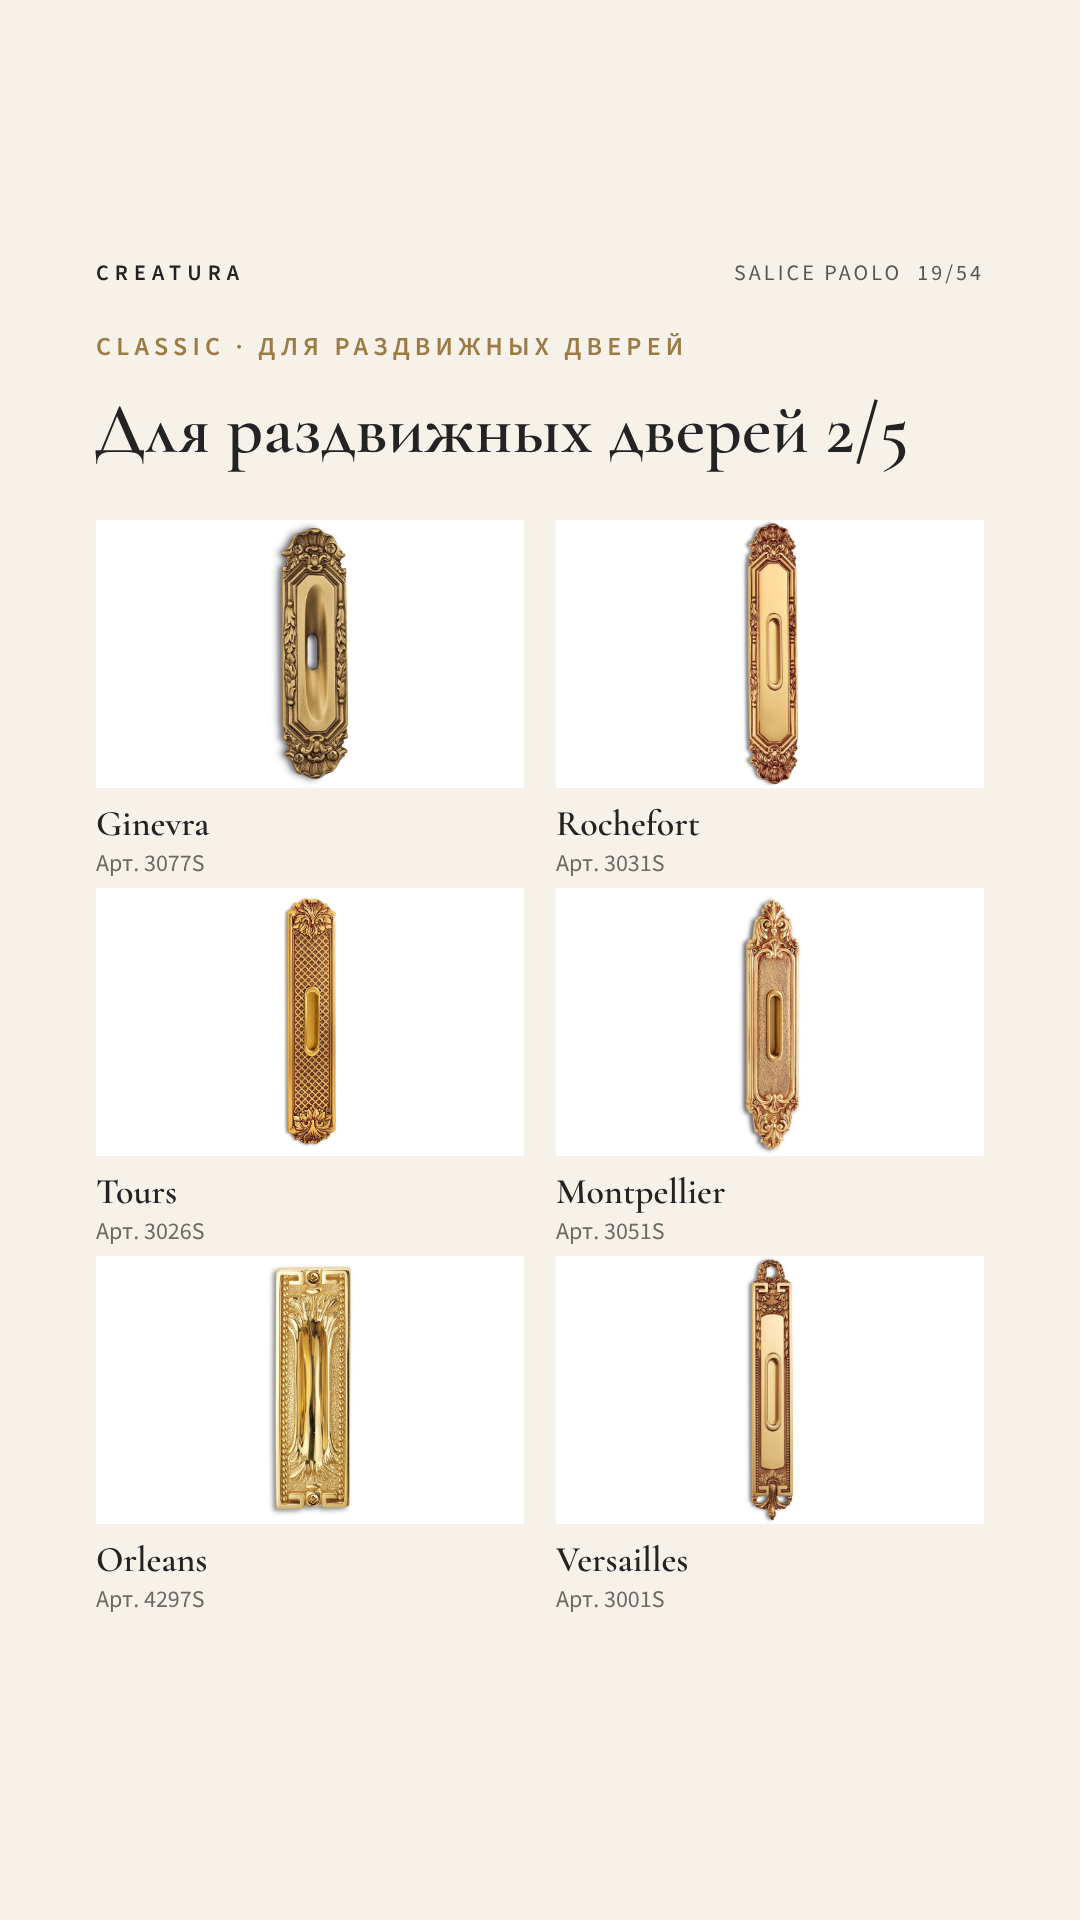 CREATURA
SALICE PAOLO 19/54
CLASSIC · ДЛЯ РАЗДВИЖНЫХ ДВЕРЕЙ
Для раздвижных дверей 2/5
Ginevra
Арт. 3077S
Rochefort
Арт. 3031S
Tours
Арт. 3026S
Montpellier
Арт. 3051S
Orleans
Арт. 4297S
Versailles
Арт. 3001S